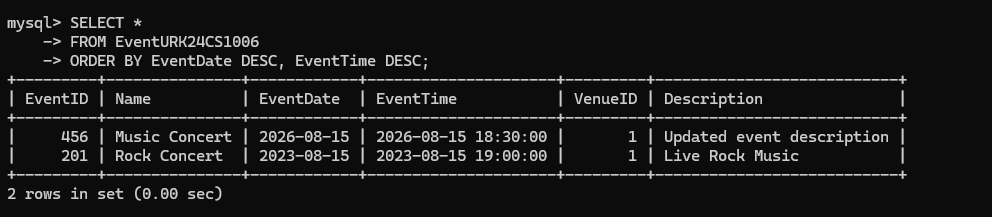 mysql> SELECT *
    -> FROM EventURK24CS1006
    -> ORDER BY EventDate DESC, EventTime DESC;
+---------+---------------+------------+---------------------+---------+---------------------------+
| EventID | Name          | EventDate  | EventTime           | VenueID | Description               |
+---------+---------------+------------+---------------------+---------+---------------------------+
|     456 | Music Concert | 2026-08-15 | 2026-08-15 18:30:00 |       1 | Updated event description |
|     201 | Rock Concert  | 2023-08-15 | 2023-08-15 19:00:00 |       1 | Live Rock Music           |
+---------+---------------+------------+---------------------+---------+---------------------------+
2 rows in set (0.00 sec)